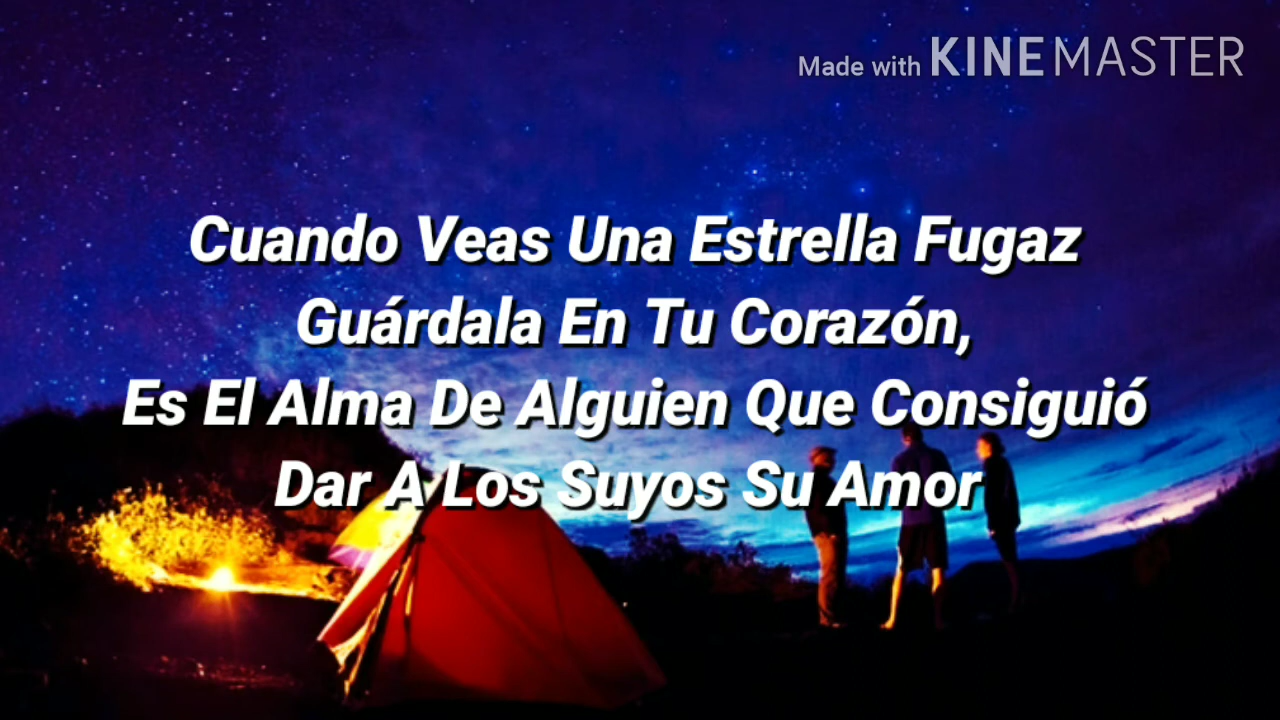 Made with KINEMASTER
Cuando Veas Una Estrella Fugaz
Guárdala En Tu Corazón,
Es El Alma De Alguien Que Consiguió
Dar A Los Suyos Su Amor